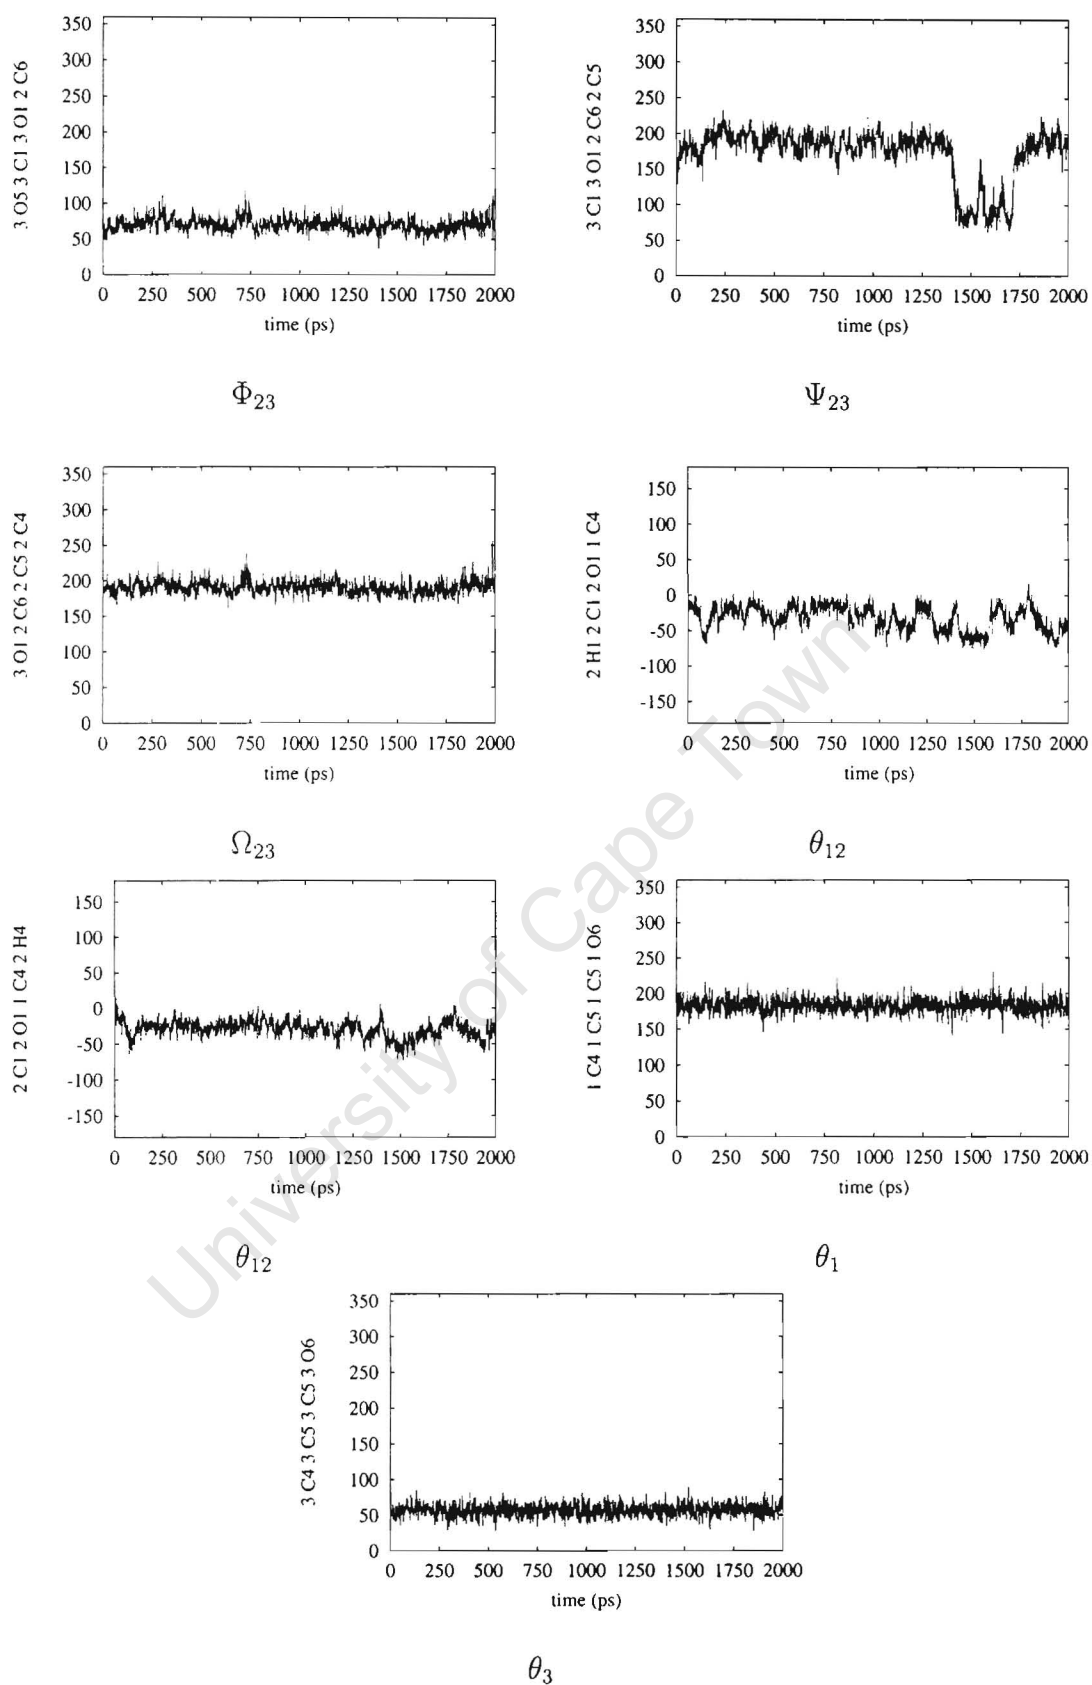 3 O5 3 C1 3 O1 2 C6
350
300
250
200
150
100
50
0
0 250 500 750 1000 1250 1500 1750 2000
time (ps)
Φ23
3 C1 3 O1 2 C6 2 C5
350
300
250
200
150
100
50
0
0 250 500 750 1000 1250 1500 1750 2000
time (ps)
Ψ23
3 O1 2 C6 2 C5 2 C4
350
300
250
200
150
100
50
0
0 250 500 750 1000 1250 1500 1750 2000
time (ps)
Ω23
2 H1 2 C1 2 O1 1 C4
150
100
50
0
-50
-100
-150
0 250 500 750 1000 1250 1500 1750 2000
time (ps)
θ12
2 C1 2 O1 1 C4 2 H4
150
100
50
0
-50
-100
-150
0 250 500 750 1000 1250 1500 1750 2000
time (ps)
θ12
1 C4 1 C5 1 C5 1 O6
350
300
250
200
150
100
50
0
0 250 500 750 1000 1250 1500 1750 2000
time (ps)
θ1
3 C4 3 C5 3 C5 3 O6
350
300
250
200
150
100
50
0
0 250 500 750 1000 1250 1500 1750 2000
time (ps)
θ3
University of Cape Town